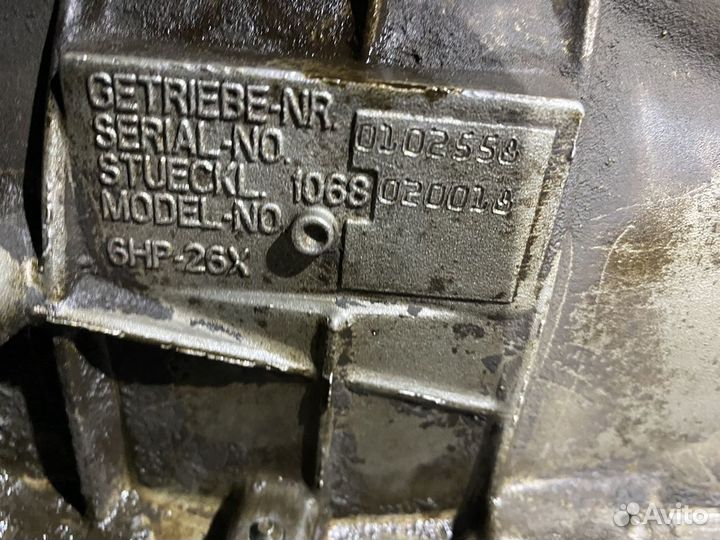 GETRIEBE-NR.
SERIAL-NO. 0102558
STUECKL.
MODEL-NO 1068 020018
6HP-26X
Avito